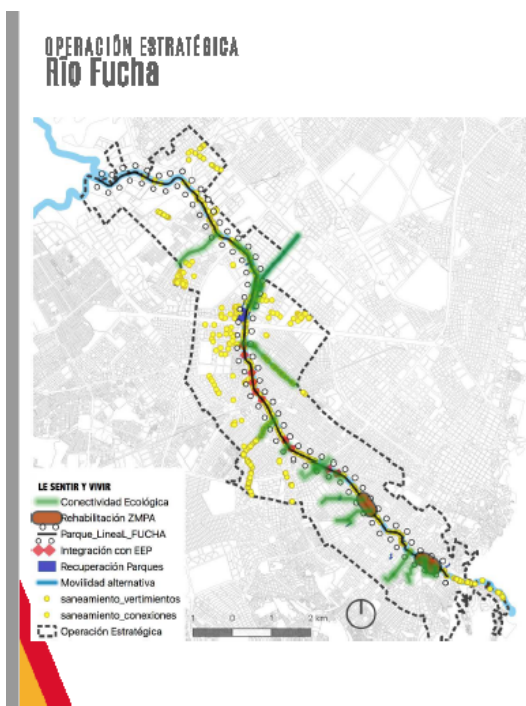 OPERACIÓN ESTRATÉGICA
Río Fucha
LE SENTIR Y VIVIR
Conectividad Ecológica
Rehabilitación ZMPA
Parque_LineaL_FUCHA
Integración con EEP
Recuperación Parques
Movilidad alternativa
saneamiento_vertimientos
saneamiento_conexiones
Operación Estratégica
1 0 1 2 km